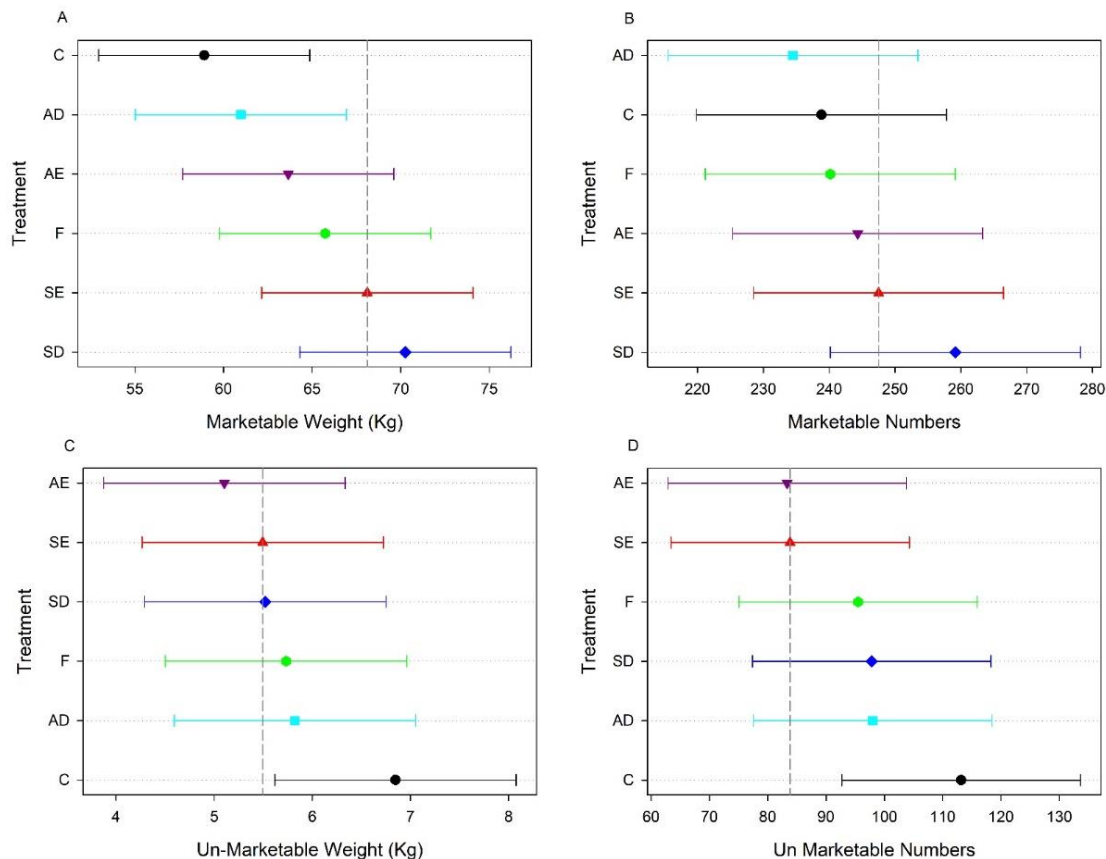 A
C
AD
AE
F
SE
SD
Treatment
55 60 65 70 75
Marketable Weight (Kg)
B
AD
C
F
AE
SE
SD
Treatment
220 230 240 250 260 270 280
Marketable Numbers
C
AE
SE
SD
F
AD
C
Treatment
4 5 6 7 8
Un-Marketable Weight (Kg)
D
AE
SE
F
SD
AD
C
Treatment
60 70 80 90 100 110 120 130
Un Marketable Numbers